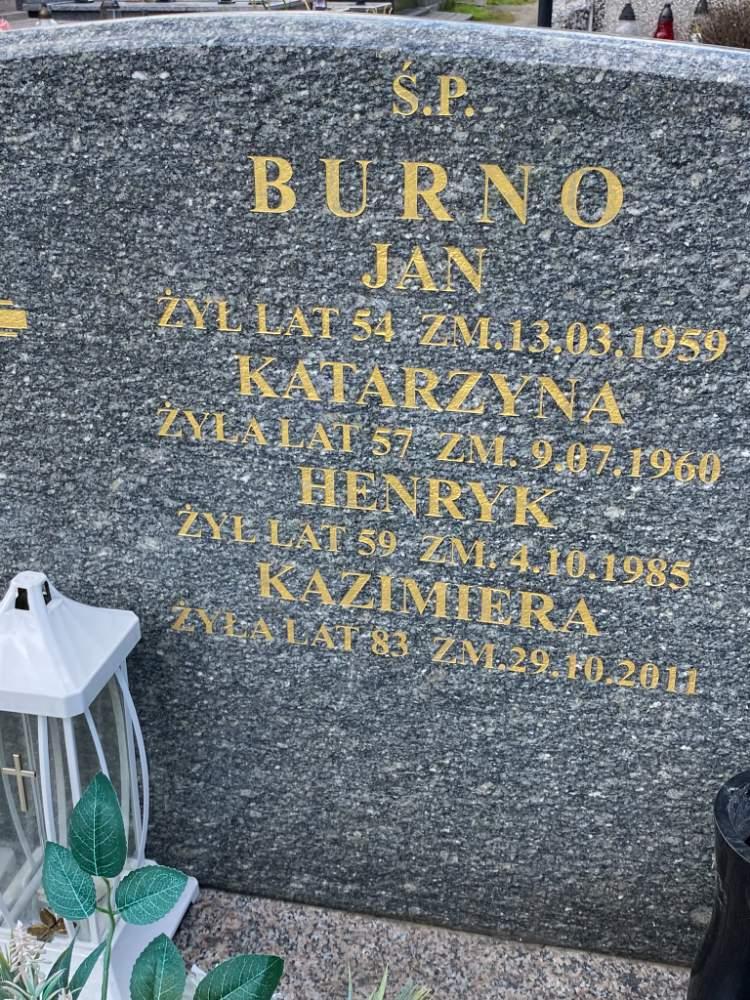 Ś.P.
BURNO
JAN
ŻYŁ LAT 54 ZM.13.03.1959
KATARZYNA
ŻYŁA LAT 57 ZM. 9.07.1960
HENRYK
ŻYŁ LAT 59 ZM. 4.10.1985
KAZIMIERA
ŻYŁA LAT 83 ZM.29.10.2011